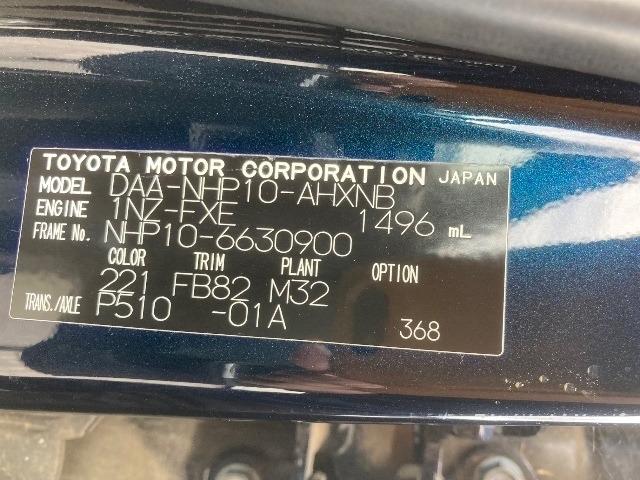 TOYOTA MOTOR CORPORATION JAPAN
MODEL DAA-NHP10-AHXNB
ENGINE 1NZ-FXE 1496 mL
FRAME No. NHP10-6630900
COLOR TRIM PLANT OPTION
221 FB82 M32
TRANS./AXLE P510 -01A 368